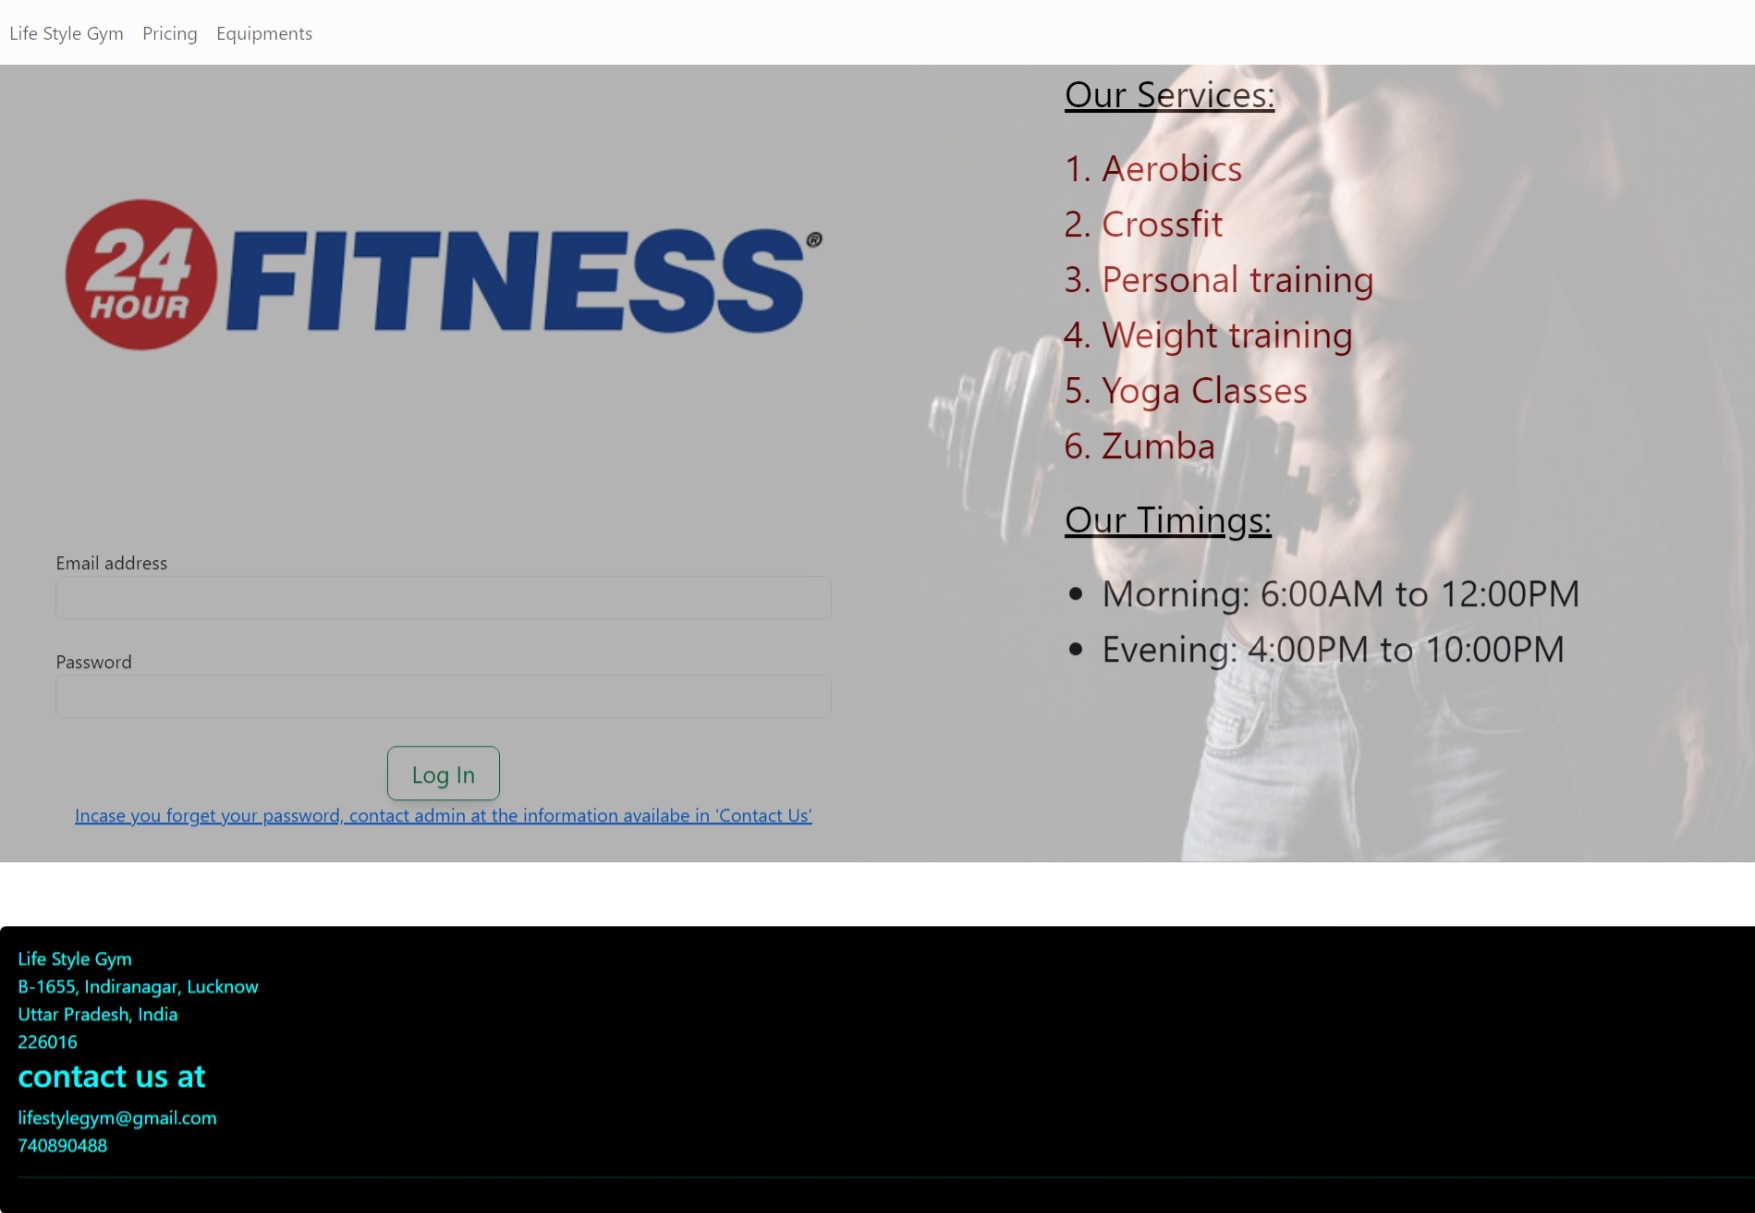 Life Style Gym Pricing Equipments
24 HOUR FITNESS®
Email address
Password
Log In
Incase you forget your password, contact admin at the information availabe in 'Contact Us'
Our Services:
1. Aerobics
2. Crossfit
3. Personal training
4. Weight training
5. Yoga Classes
6. Zumba
Our Timings:
• Morning: 6:00AM to 12:00PM
• Evening: 4:00PM to 10:00PM
Life Style Gym
B-1655, Indiranagar, Lucknow
Uttar Pradesh, India
226016
contact us at
lifestylegym@gmail.com
740890488